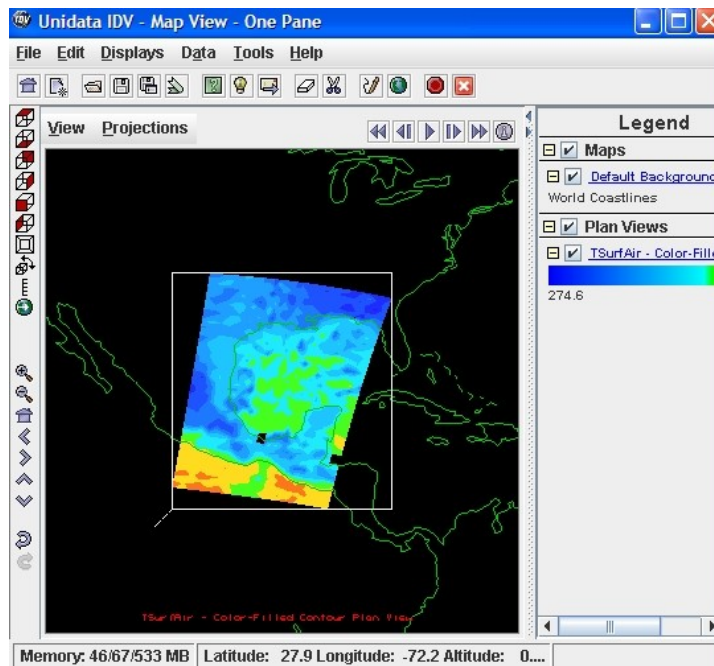 Unidata IDV - Map View - One Pane
File Edit Displays Data Tools Help
View Projections
Legend
Maps
Default Background
World Coastlines
Plan Views
TSurfAir - Color-Fille
274.6
TSurfAir - Color-Filled Contour Plan View
Memory: 46/67/533 MB Latitude: 27.9 Longitude: -72.2 Altitude: 0....